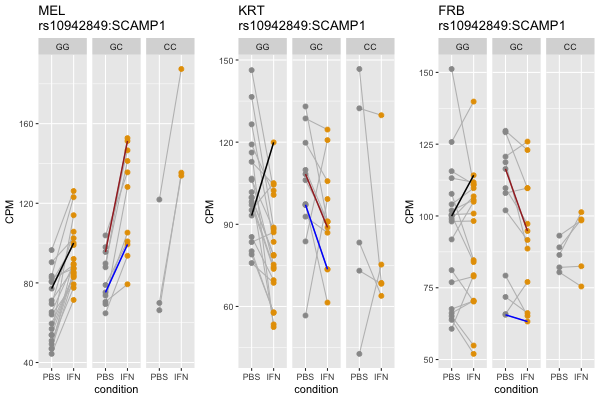 MEL
rs10942849:SCAMP1
GG GC CC
CPM
160
120
80
40
PBS IFN PBS IFN PBS IFN
condition
KRT
rs10942849:SCAMP1
GG GC CC
CPM
150
120
90
60
PBS IFN PBS IFN PBS IFN
condition
FRB
rs10942849:SCAMP1
GG GC CC
CPM
150
125
100
75
50
PBS IFN PBS IFN PBS IFN
condition